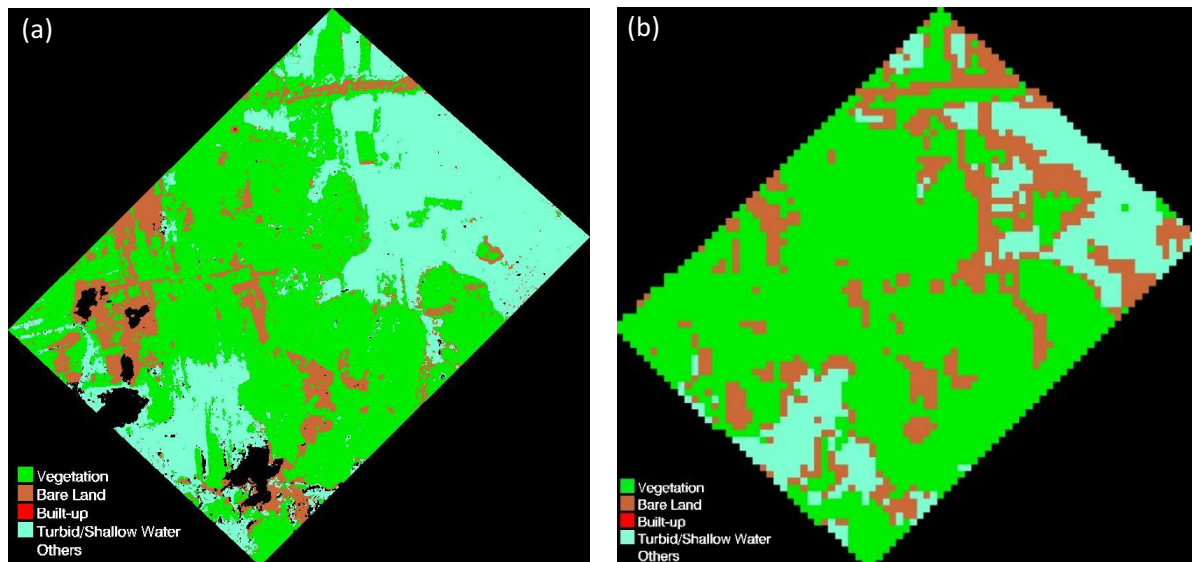 (a)
Vegetation
Bare Land
Built-up
Turbid/Shallow Water
Others
(b)
Vegetation
Bare Land
Built-up
Turbid/Shallow Water
Others